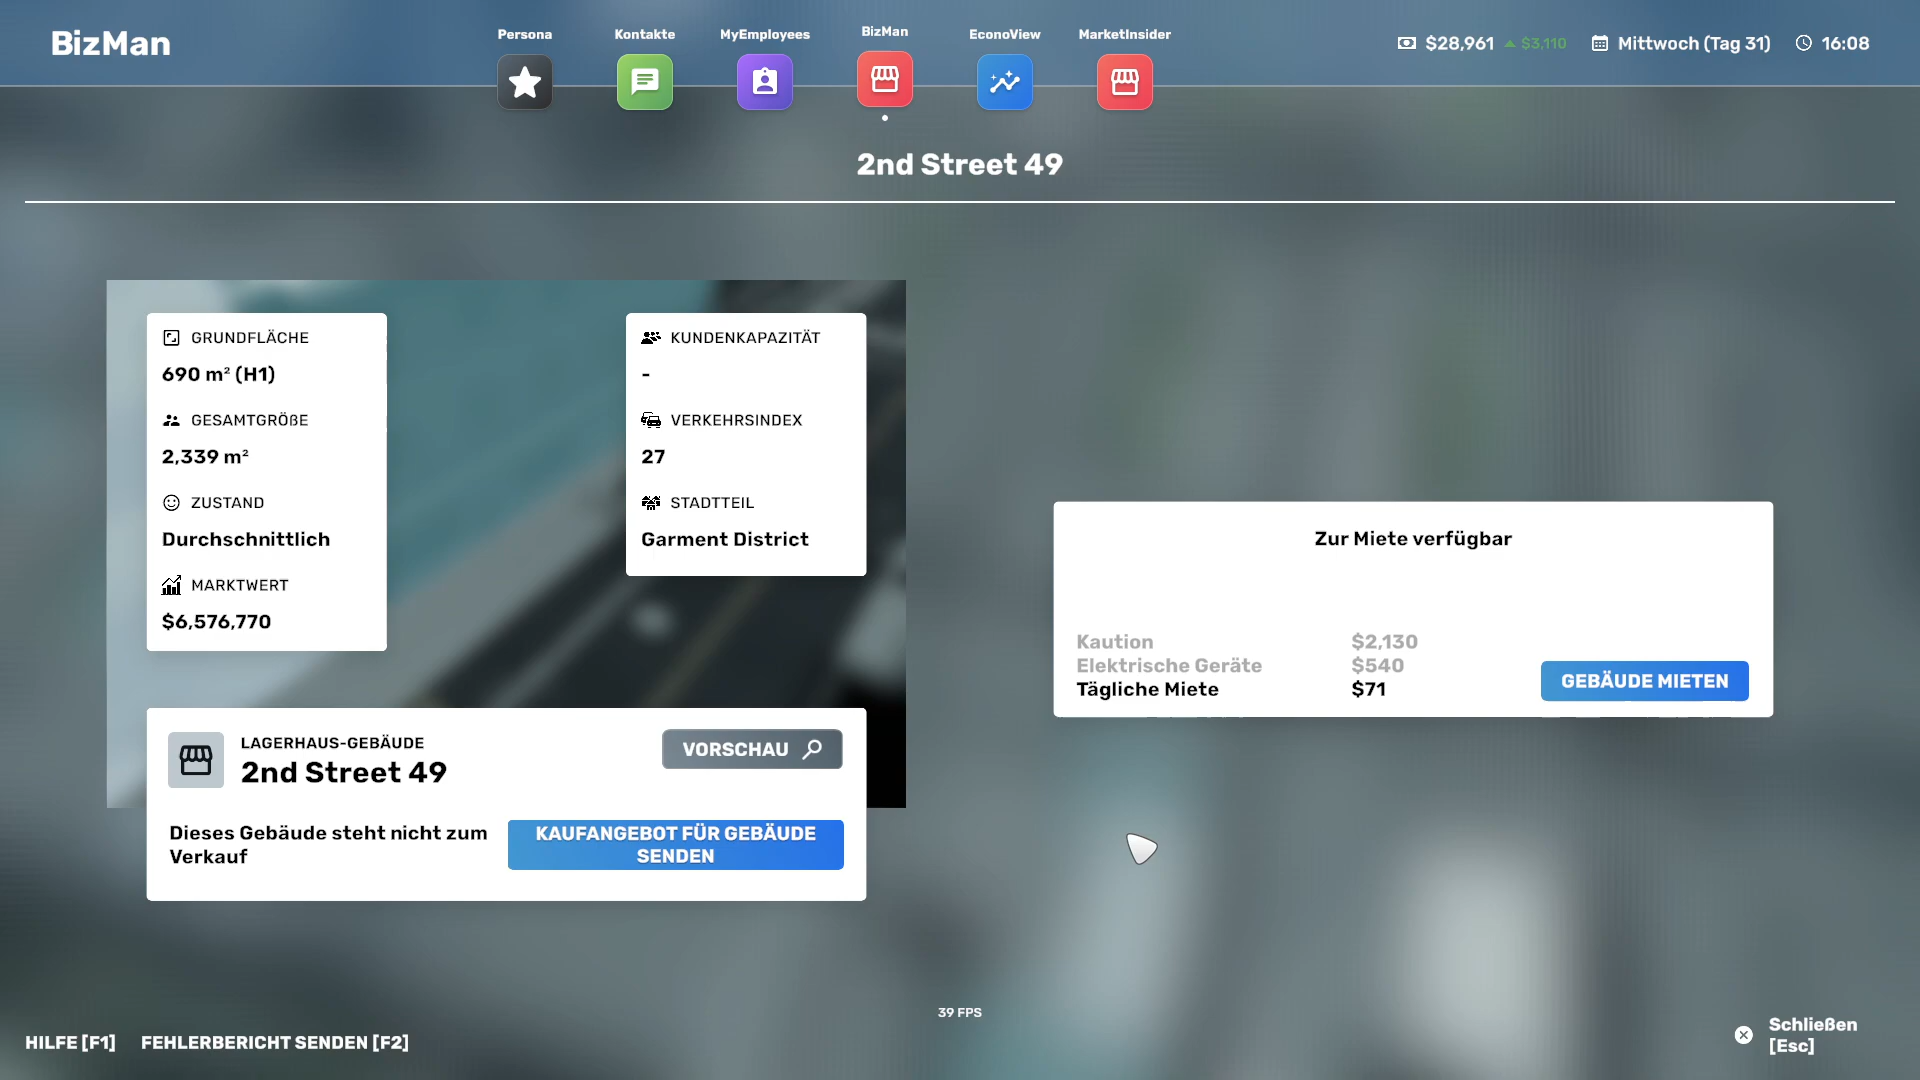 BizMan
Persona
Kontakte
MyEmployees
BizMan
EconoView
MarketInsider
$28,961
$3,110
Mittwoch (Tag 31)
16:08
2nd Street 49
GRUNDFLÄCHE
690 m² (H1)
GESAMTGRÖßE
2,339 m²
ZUSTAND
Durchschnittlich
MARKTWERT
$6,576,770
KUNDENKAPAZITÄT
-
VERKEHRSINDEX
27
STADTTEIL
Garment District
LAGERHAUS-GEBÄUDE
2nd Street 49
VORSCHAU
Dieses Gebäude steht nicht zum
Verkauf
KAUFANGEBOT FÜR GEBÄUDE
SENDEN
Zur Miete verfügbar
Kaution $2,130
Elektrische Geräte $540
Tägliche Miete $71
GEBÄUDE MIETEN
39 FPS
HILFE [F1]
FEHLERBERICHT SENDEN [F2]
Schließen
[Esc]